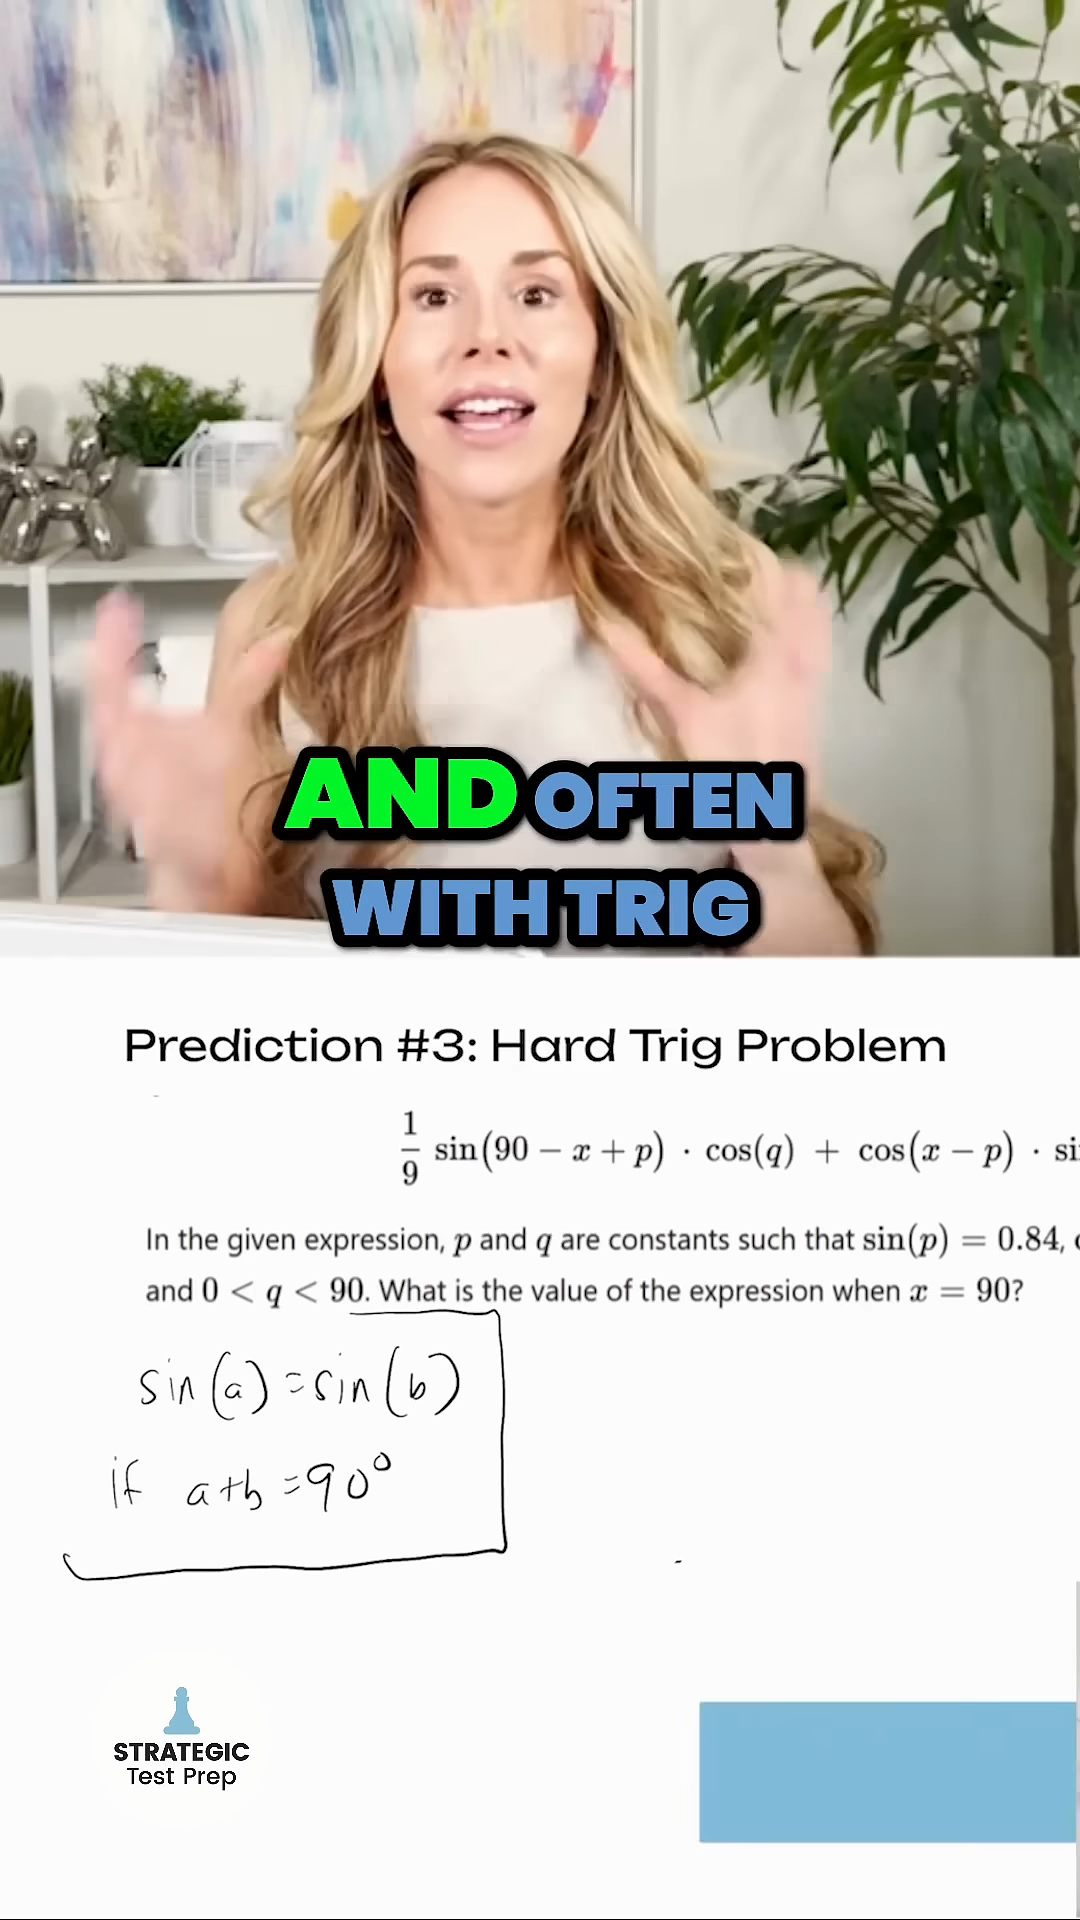 AND OFTEN
WITH TRIG
Prediction #3: Hard Trig Problem
1/9 sin(90 − x + p) · cos(q) + cos(x − p) · si
In the given expression, p and q are constants such that sin(p) = 0.84,
and 0 < q < 90. What is the value of the expression when x = 90?
sin(a)=sin(b)
if a+b=90°
STRATEGIC
Test Prep